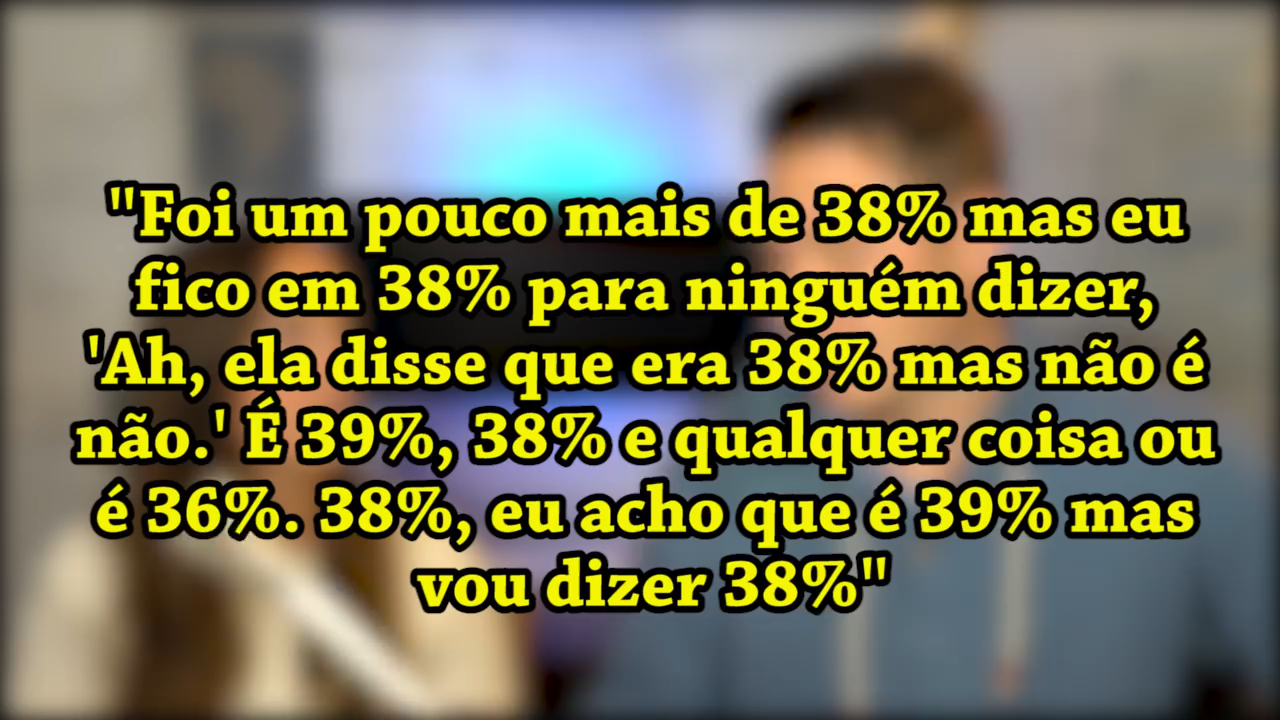 "Foi um pouco mais de 38% mas eu
fico em 38% para ninguém dizer,
'Ah, ela disse que era 38% mas não é
não.' É 39%, 38% e qualquer coisa ou
é 36%. 38%, eu acho que é 39% mas
vou dizer 38%"